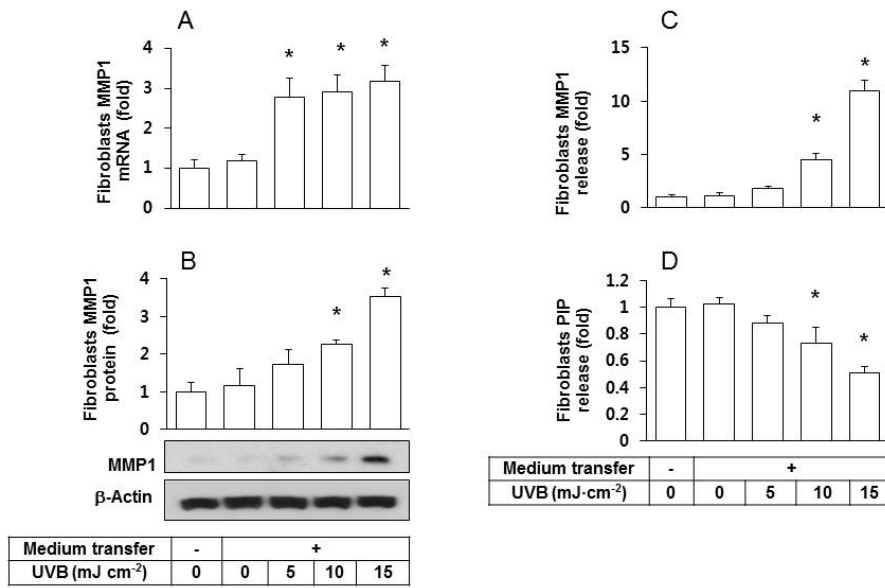 A
Fibroblasts MMP1
mRNA (fold)
4
3
2
1
0
* * *
B
Fibroblasts MMP1
protein (fold)
4
3
2
1
0
* *
MMP1
β-Actin
Medium transfer - +
UVB (mJ cm⁻²) 0 0 5 10 15
C
Fibroblasts MMP1
release (fold)
15
10
5
0
* *
D
Fibroblasts PIP
release (fold)
1.2
1
0.8
0.6
0.4
0.2
0
* *
Medium transfer - +
UVB (mJ·cm⁻²) 0 0 5 10 15